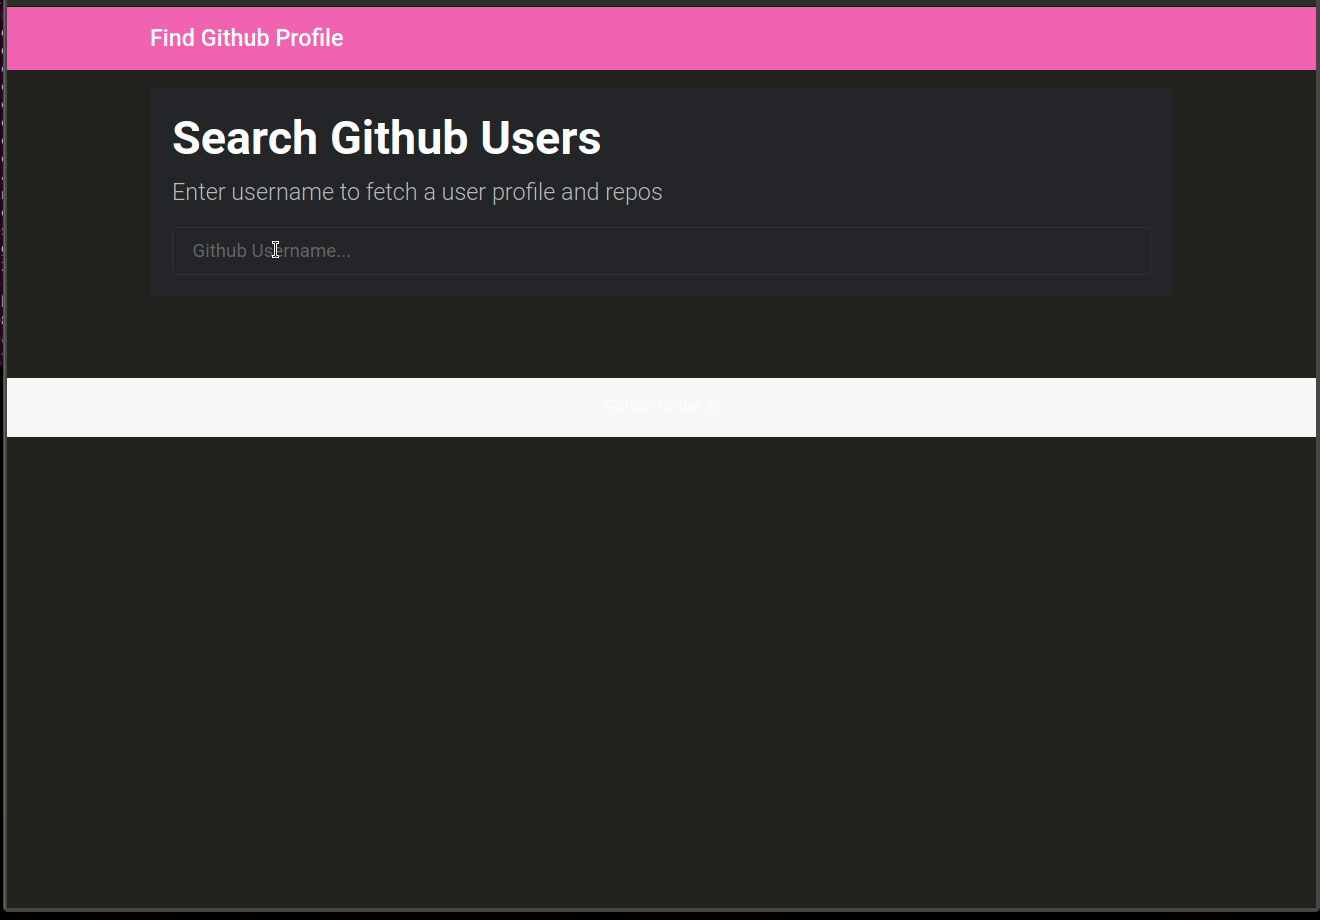 Find Github Profile
Search Github Users
Enter username to fetch a user profile and repos
Github Username...
Github Finder ©